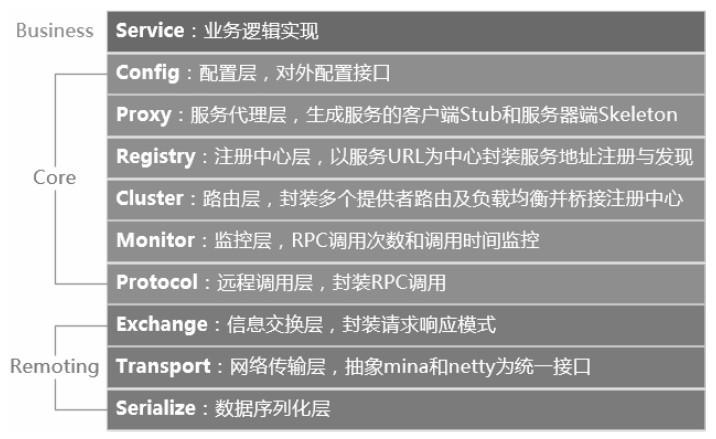 Business
Service：业务逻辑实现
Config：配置层，对外配置接口
Proxy：服务代理层，生成服务的客户端Stub和服务器端Skeleton
Registry：注册中心层，以服务URL为中心封装服务地址注册与发现
Core
Cluster：路由层，封装多个提供者路由及负载均衡并桥接注册中心
Monitor：监控层，RPC调用次数和调用时间监控
Protocol：远程调用层，封装RPC调用
Exchange：信息交换层，封装请求响应模式
Remoting
Transport：网络传输层，抽象mina和netty为统一接口
Serialize：数据序列化层